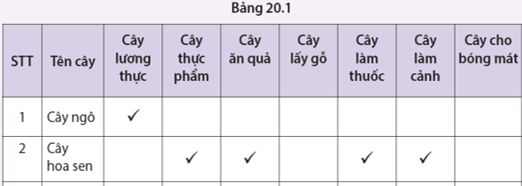 Bảng 20.1
STT Tên cây Cây lương thực Cây thực phẩm Cây ăn quả Cây lấy gỗ Cây làm thuốc Cây làm cảnh Cây cho bóng mát
1 Cây ngô ✓
2 Cây hoa sen ✓ ✓ ✓ ✓